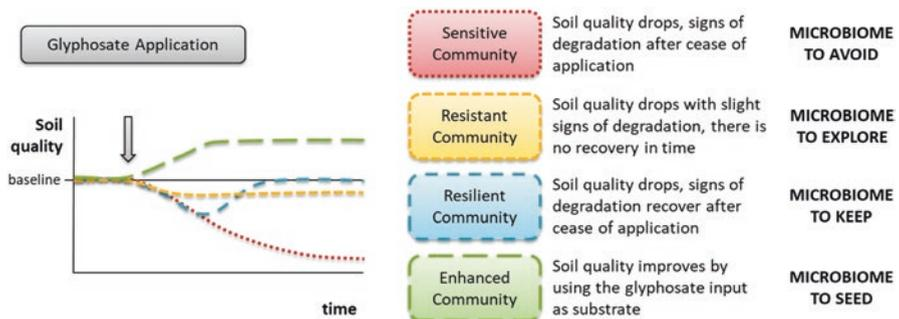 Glyphosate Application
Soil
quality
baseline
time
Sensitive
Community
Soil quality drops, signs of
degradation after cease of
application
MICROBIOME
TO AVOID
Resistant
Community
Soil quality drops with slight
signs of degradation, there is
no recovery in time
MICROBIOME
TO EXPLORE
Resilient
Community
Soil quality drops, signs of
degradation recover after
cease of application
MICROBIOME
TO KEEP
Enhanced
Community
Soil quality improves by
using the glyphosate input
as substrate
MICROBIOME
TO SEED